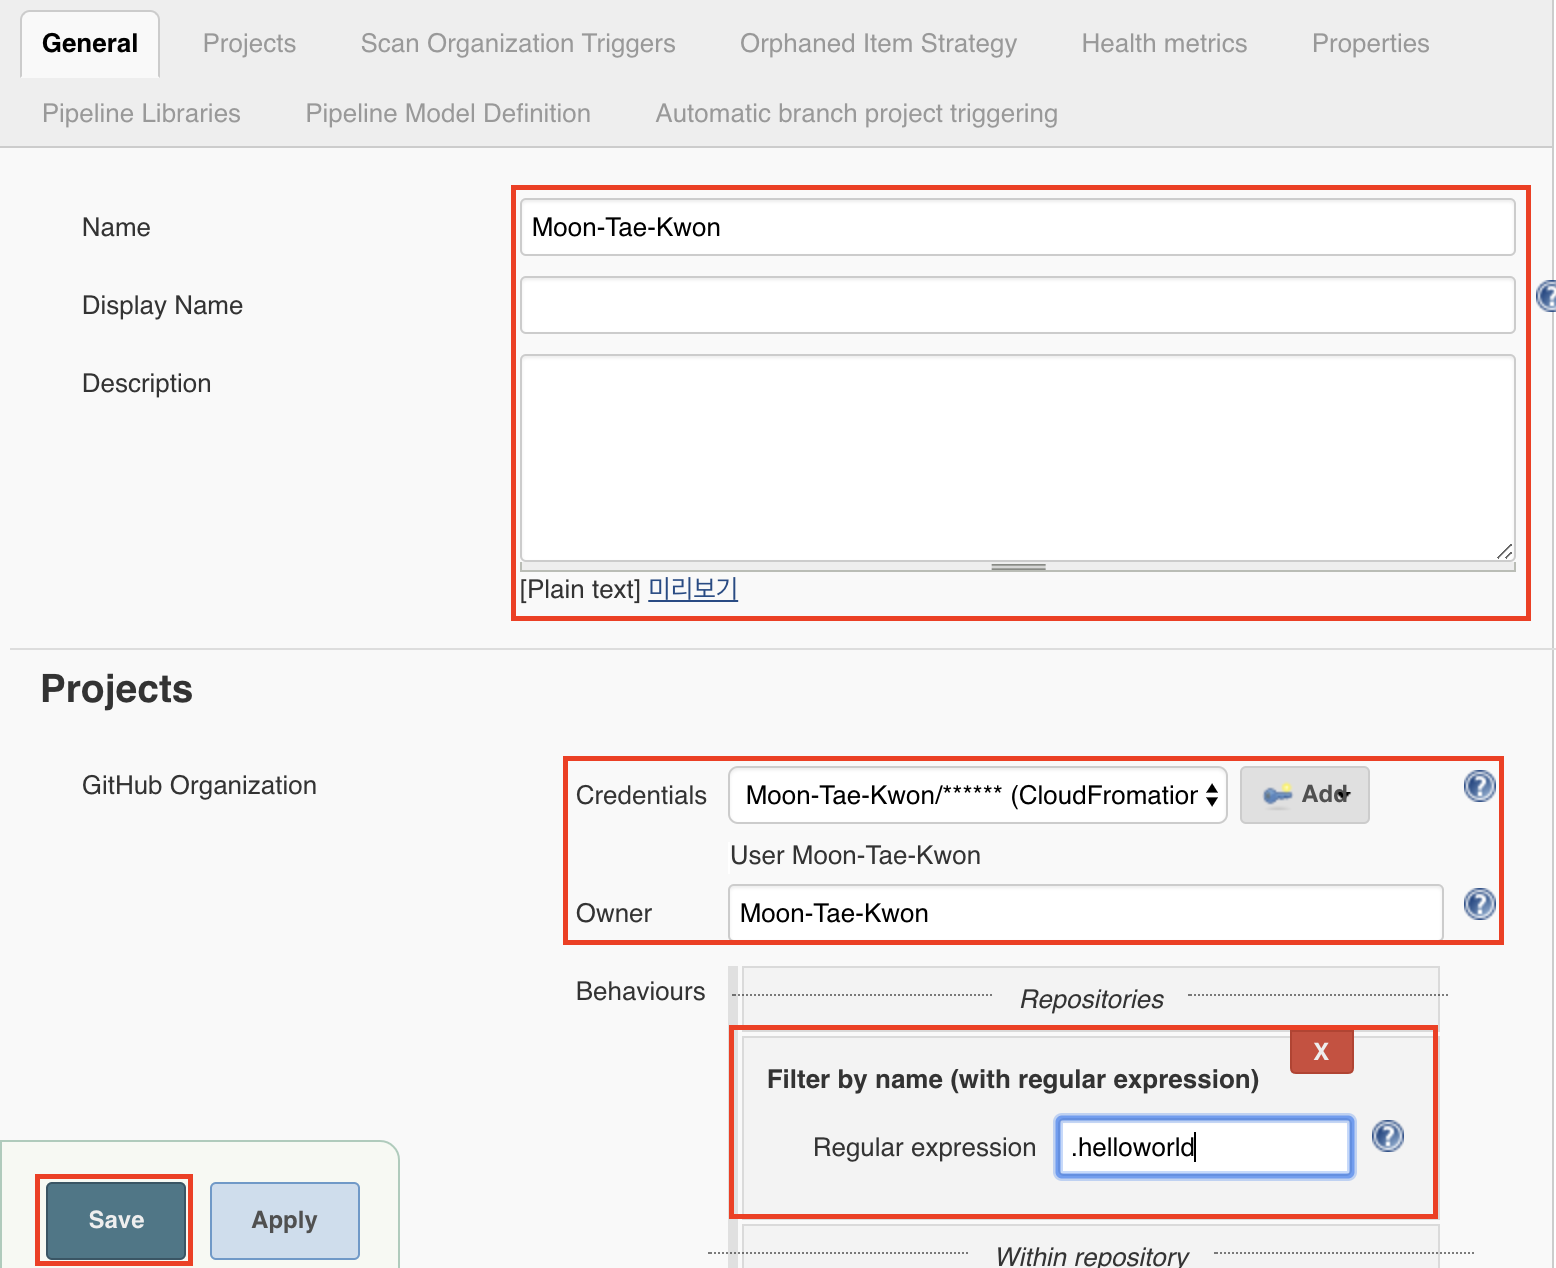 General Projects Scan Organization Triggers Orphaned Item Strategy Health metrics Properties
Pipeline Libraries Pipeline Model Definition Automatic branch project triggering
Name Moon-Tae-Kwon
Display Name
Description
[Plain text] 미리보기
Projects
GitHub Organization
Credentials Moon-Tae-Kwon/****** (CloudFromation Add
User Moon-Tae-Kwon
Owner Moon-Tae-Kwon
Behaviours
Repositories
X
Filter by name (with regular expression)
Regular expression .helloworld
Save Apply
Within repository